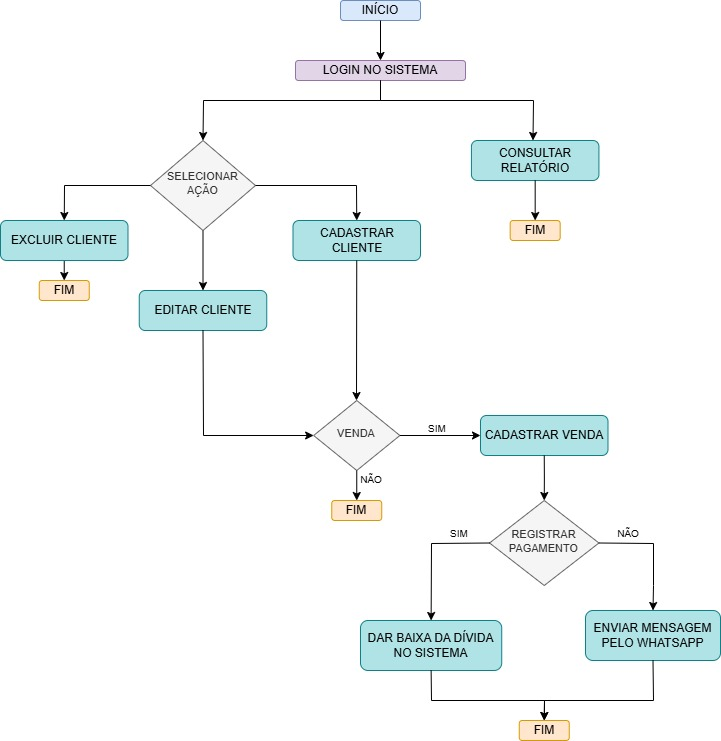 INÍCIO
LOGIN NO SISTEMA
SELECIONAR
AÇÃO
CONSULTAR
RELATÓRIO
EXCLUIR CLIENTE
CADASTRAR
CLIENTE
FIM
FIM
EDITAR CLIENTE
VENDA
SIM
CADASTRAR VENDA
NÃO
FIM
SIM
REGISTRAR
PAGAMENTO
NÃO
DAR BAIXA DA DÍVIDA
NO SISTEMA
ENVIAR MENSAGEM
PELO WHATSAPP
FIM